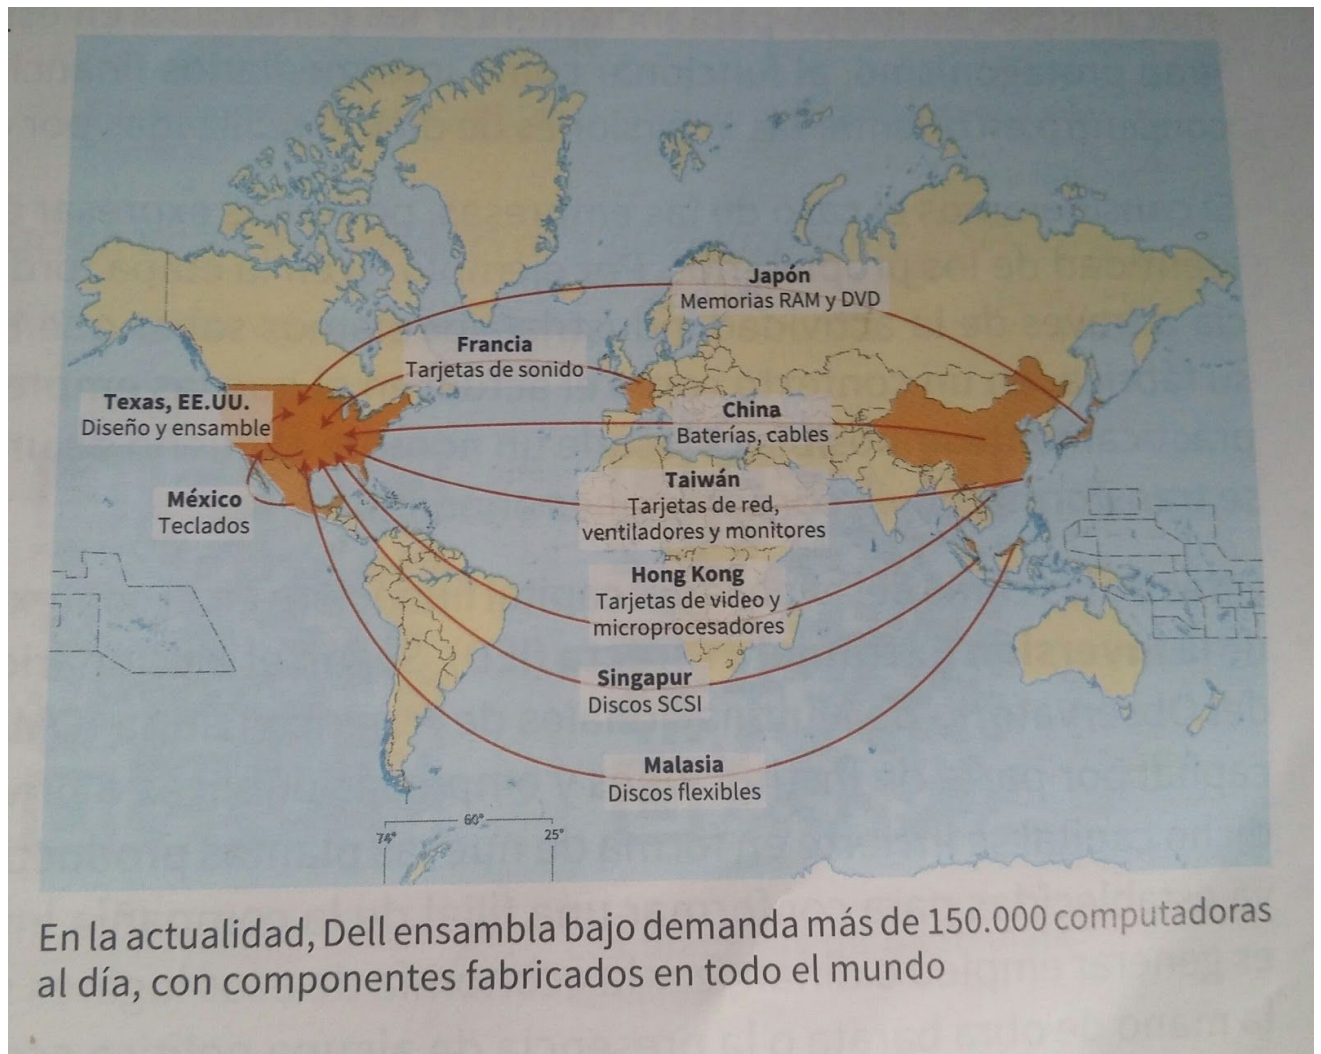 Japón
Memorias RAM y DVD
Francia
Tarjetas de sonido
Texas, EE.UU.
Diseño y ensamble
China
Baterías, cables
Taiwán
Tarjetas de red,
ventiladores y monitores
México
Teclados
Hong Kong
Tarjetas de video y
microprocesadores
Singapur
Discos SCSI
Malasia
Discos flexibles
74° 60° 25°
En la actualidad, Dell ensambla bajo demanda más de 150.000 computadoras
al día, con componentes fabricados en todo el mundo